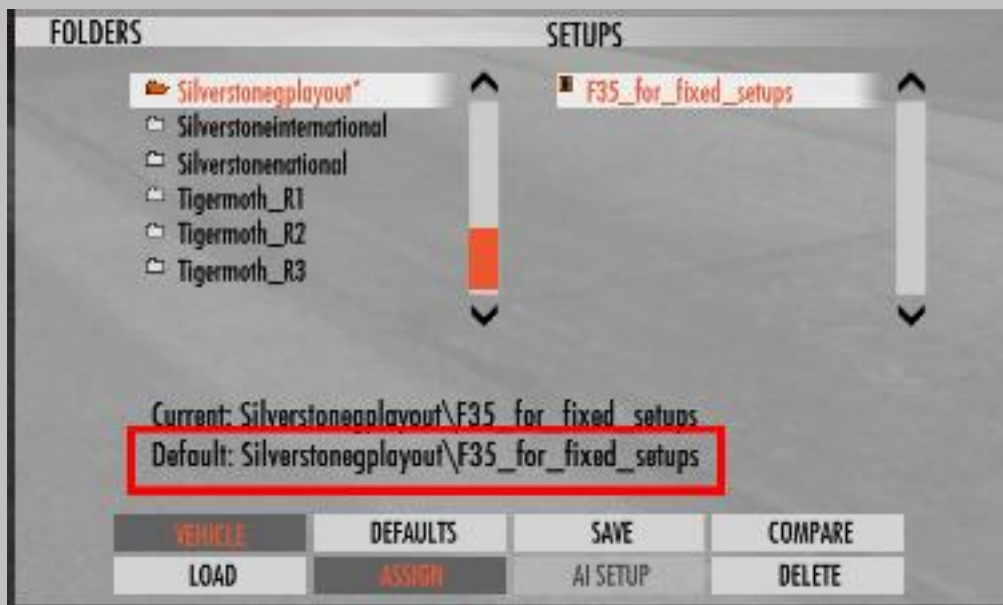 FOLDERS
SETUPS
Silverstonegplayout*
F35_for_fixed_setups
Silverstoneinternational
Silverstonenational
Tigermoth_R1
Tigermoth_R2
Tigermoth_R3
Current: Silverstonegplayout\F35_for_fixed_setups
Default: Silverstonegplayout\F35_for_fixed_setups
VEHICLE
DEFAULTS
SAVE
COMPARE
LOAD
ASSIGN
AI SETUP
DELETE